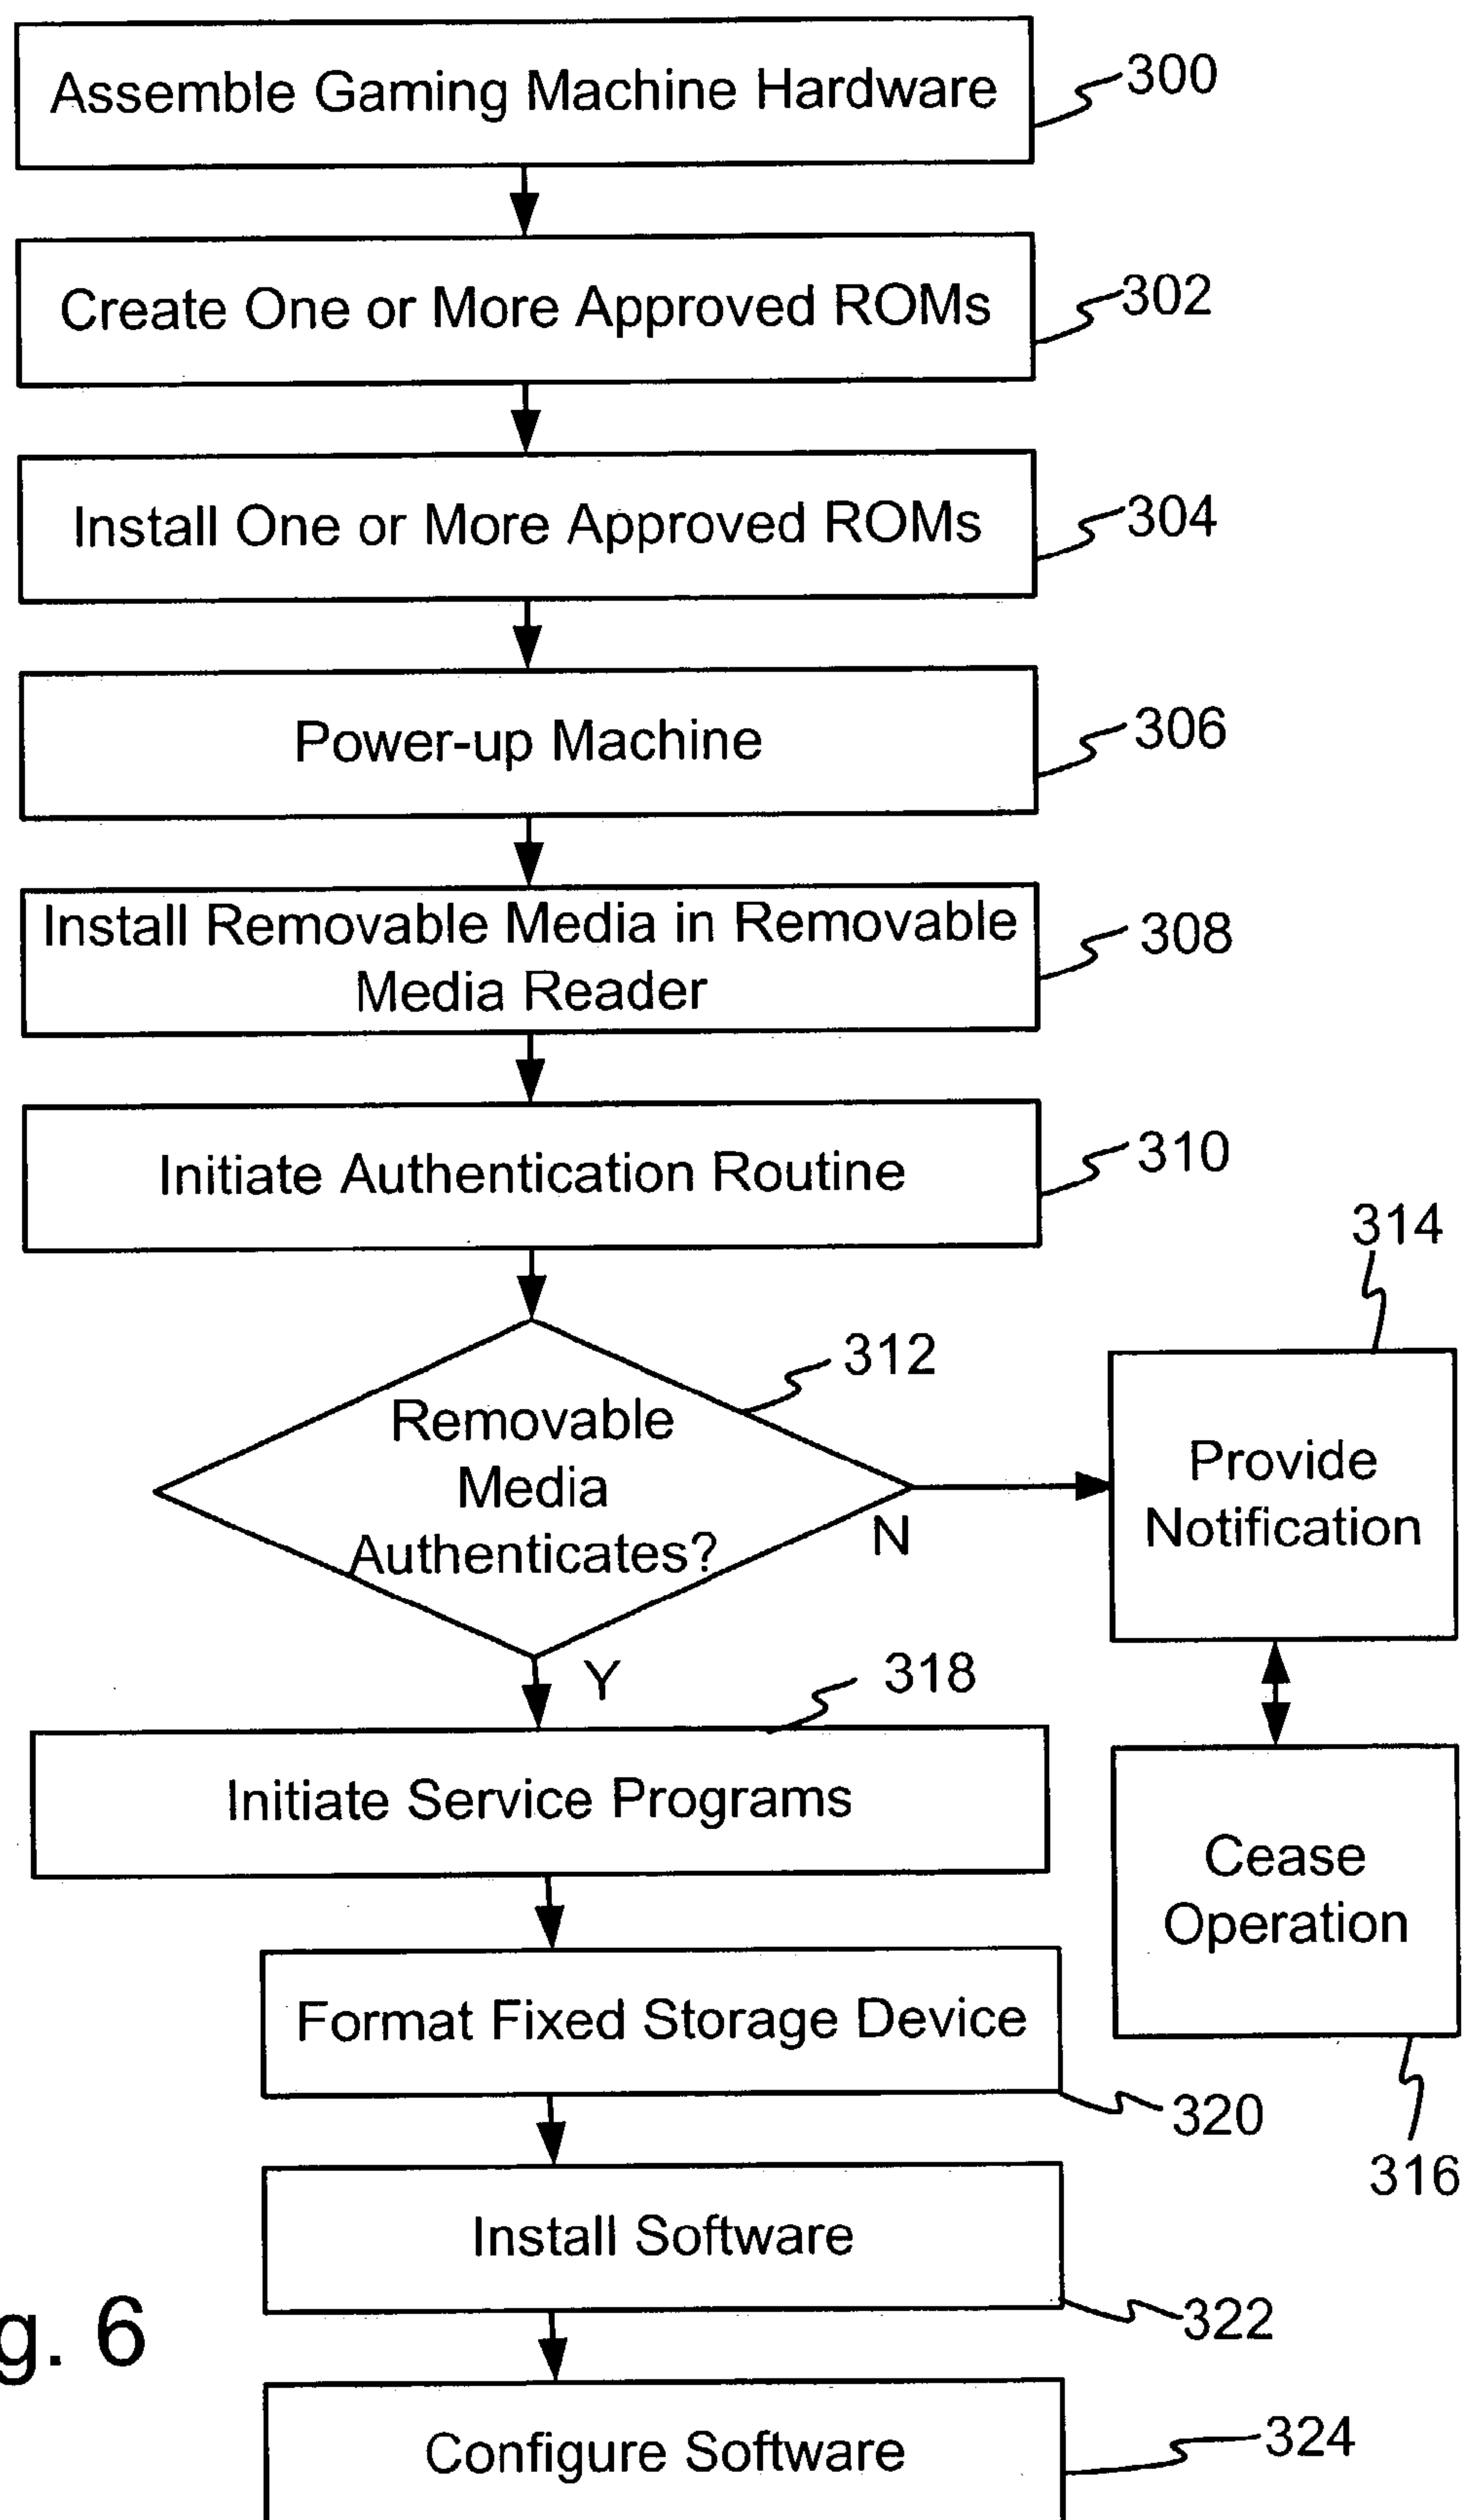 Assemble Gaming Machine Hardware
300
Create One or More Approved ROMs
302
Install One or More Approved ROMs
304
Power-up Machine
306
Install Removable Media in Removable
Media Reader
308
Initiate Authentication Routine
310
314
312
Removable
Media
Authenticates?
N
Provide
Notification
Y
318
Initiate Service Programs
Cease
Operation
Format Fixed Storage Device
320
316
Install Software
322
g. 6
Configure Software
324